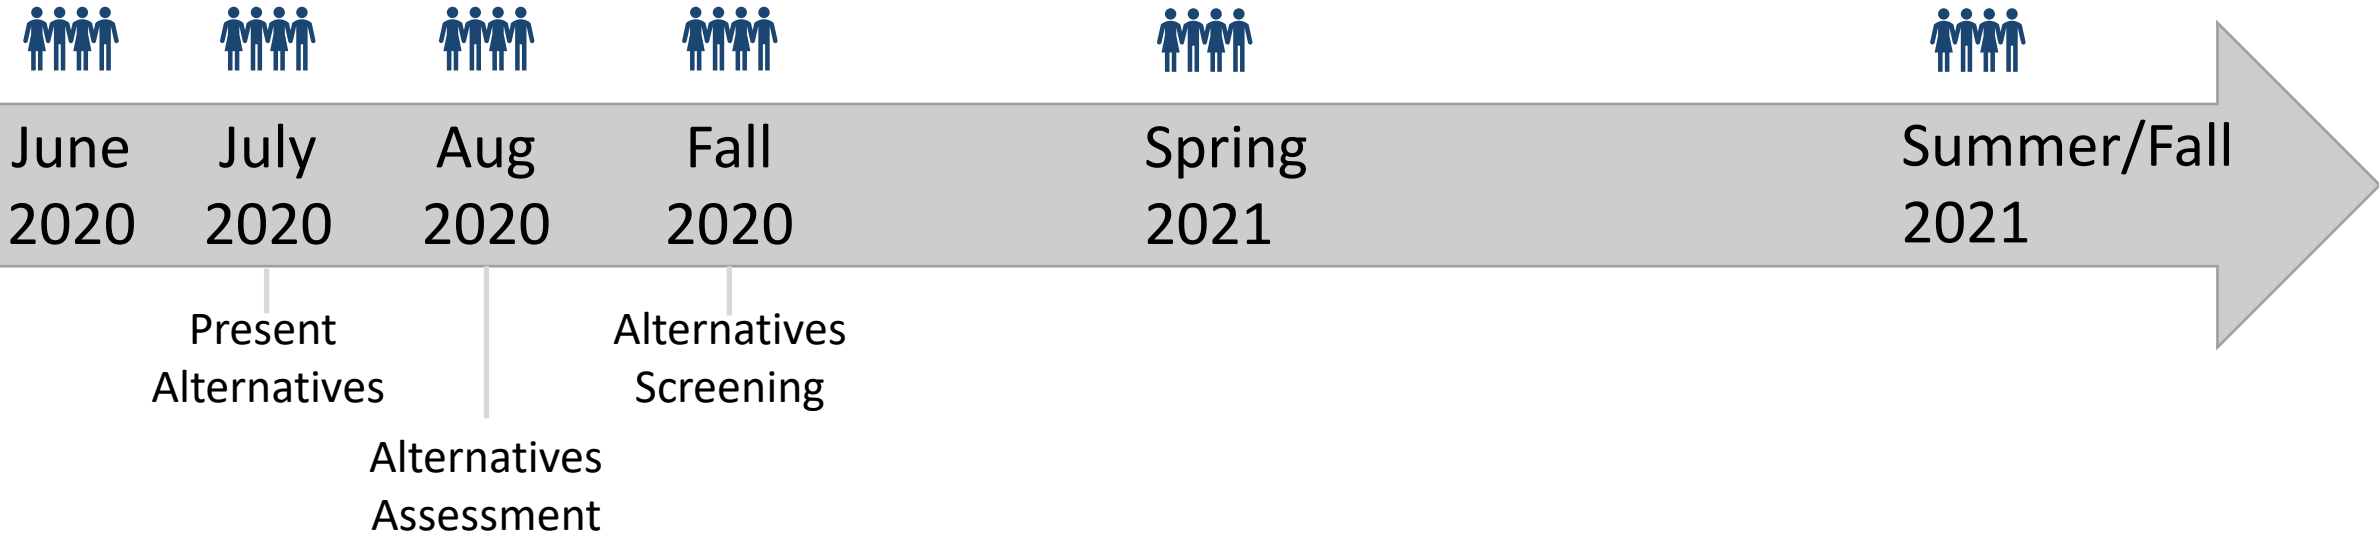 June
2020
July
2020
Aug
2020
Fall
2020
Spring
2021
Summer/Fall
2021
Present
Alternatives
Alternatives
Assessment
Alternatives
Screening